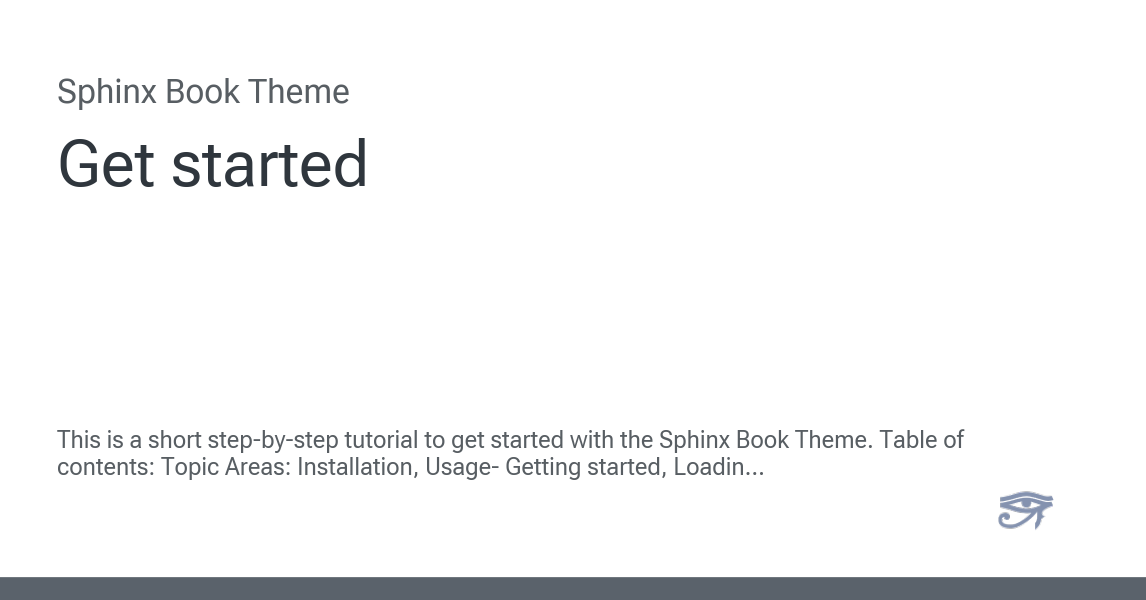 Sphinx Book Theme
Get started
This is a short step-by-step tutorial to get started with the Sphinx Book Theme. Table of
contents: Topic Areas: Installation, Usage- Getting started, Loadin...